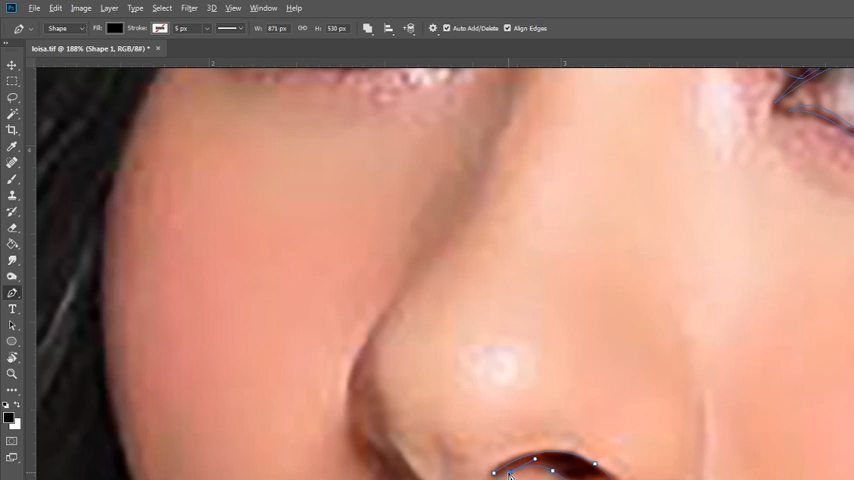 Ps File Edit Image Layer Type Select Filter 3D View Window Help
Shape Fill: Stroke: 5 px W: 871 px H: 530 px Auto Add/Delete Align Edges
loisa.tif @ 188% (Shape 1, RGB/8#) * ×
2 3
T